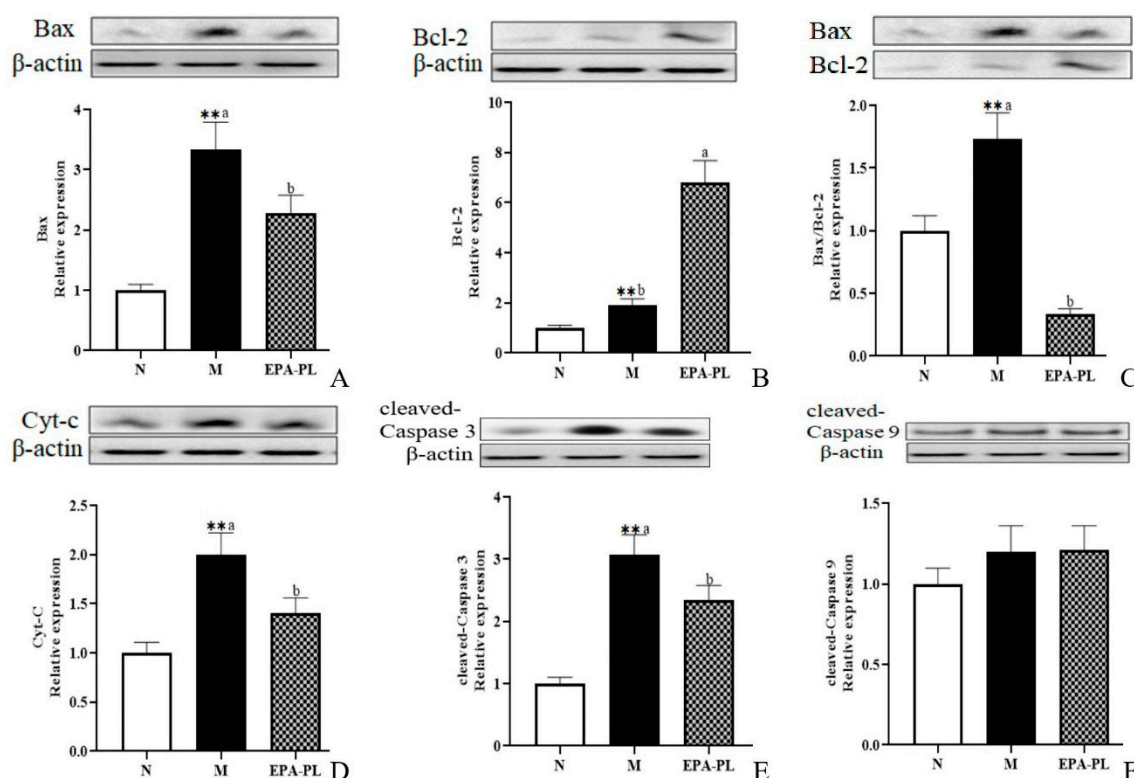 Bax
β-actin
Bax
Relative expression
4
3
2
1
0
**a
b
N M EPA-PL
A
Bcl-2
β-actin
Bcl-2
Relative expression
10
8
6
4
2
0
**b
a
N M EPA-PL
B
Bax
Bcl-2
Bax/Bcl-2
Relative expression
2.0
1.5
1.0
0.5
0.0
**a
b
N M EPA-PL
C
Cyt-c
β-actin
Cyt-C
Relative expression
2.5
2.0
1.5
1.0
0.5
0.0
**a
b
N M EPA-PL
D
cleaved-
Caspase 3
β-actin
cleaved-Caspase 3
Relative expression
4
3
2
1
0
**a
b
N M EPA-PL
E
cleaved-
Caspase 9
β-actin
cleaved-Caspase 9
Relative expression
1.5
1.0
0.5
0.0
N M EPA-PL
F